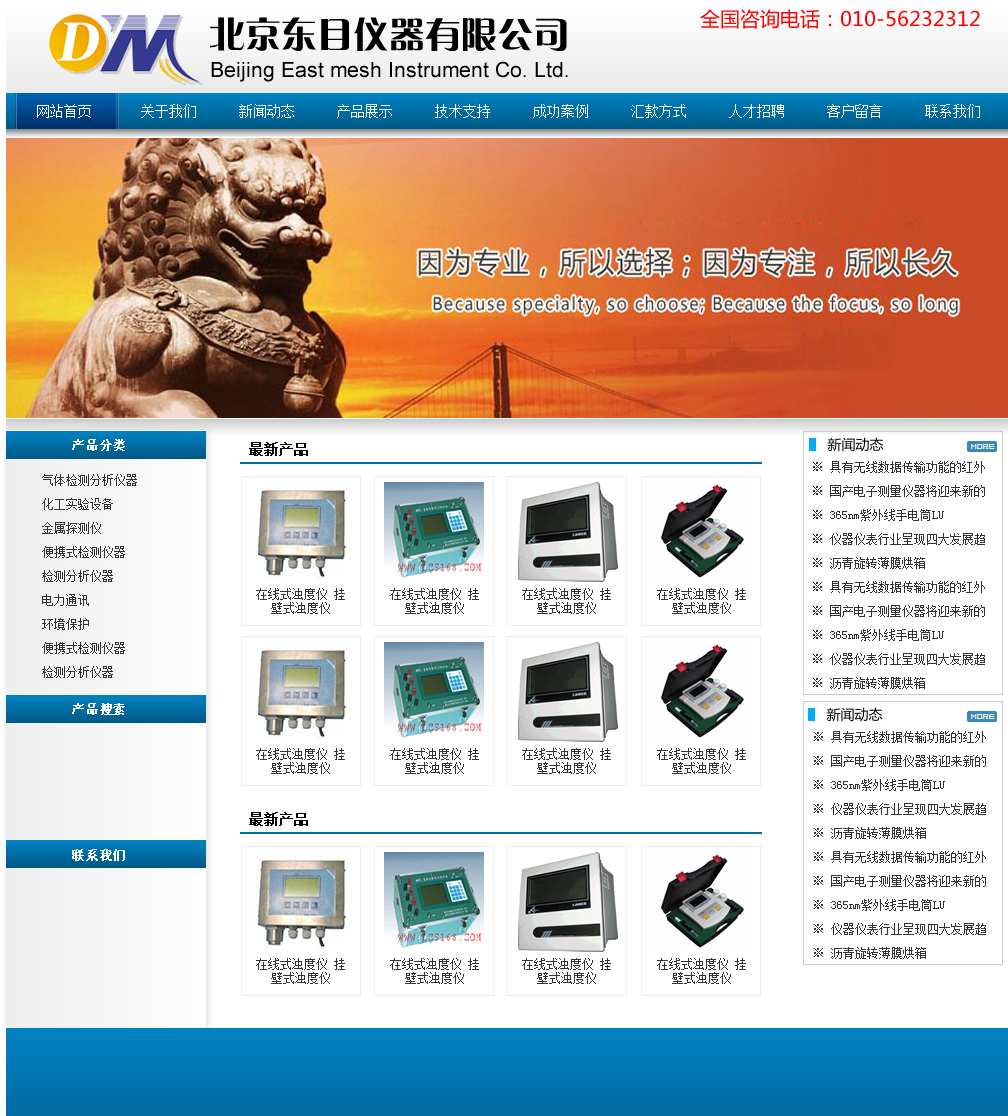 DM
北京东目仪器有限公司
Beijing East mesh Instrument Co. Ltd.
全国咨询电话：010-56232312
网站首页 关于我们 新闻动态 产品展示 技术支持 成功案例 汇款方式 人才招聘 客户留言 联系我们
因为专业，所以选择；因为专注，所以长久
Because specialty, so choose; Because the focus, so long
产品分类
气体检测分析仪器
化工实验设备
金属探测仪
便携式检测仪器
检测分析仪器
电力通讯
环境保护
便携式检测仪器
检测分析仪器
产品搜索
联系我们
最新产品
WWW.LCS168.COM
LANCE
在线式浊度仪 挂 在线式浊度仪 挂 在线式浊度仪 挂 在线式浊度仪 挂
壁式浊度仪 壁式浊度仪 壁式浊度仪 壁式浊度仪
WWW.LCS168.COM
LANCE
在线式浊度仪 挂 在线式浊度仪 挂 在线式浊度仪 挂 在线式浊度仪 挂
壁式浊度仪 壁式浊度仪 壁式浊度仪 壁式浊度仪
最新产品
WWW.LCS168.COM
LANCE
在线式浊度仪 挂 在线式浊度仪 挂 在线式浊度仪 挂 在线式浊度仪 挂
壁式浊度仪 壁式浊度仪 壁式浊度仪 壁式浊度仪
新闻动态 MORE
※ 具有无线数据传输功能的红外
※ 国产电子测量仪器将迎来新的
※ 365nm紫外线手电筒LU
※ 仪器仪表行业呈现四大发展趋
※ 沥青旋转薄膜烘箱
※ 具有无线数据传输功能的红外
※ 国产电子测量仪器将迎来新的
※ 365nm紫外线手电筒LU
※ 仪器仪表行业呈现四大发展趋
※ 沥青旋转薄膜烘箱
新闻动态 MORE
※ 具有无线数据传输功能的红外
※ 国产电子测量仪器将迎来新的
※ 365nm紫外线手电筒LU
※ 仪器仪表行业呈现四大发展趋
※ 沥青旋转薄膜烘箱
※ 具有无线数据传输功能的红外
※ 国产电子测量仪器将迎来新的
※ 365nm紫外线手电筒LU
※ 仪器仪表行业呈现四大发展趋
※ 沥青旋转薄膜烘箱